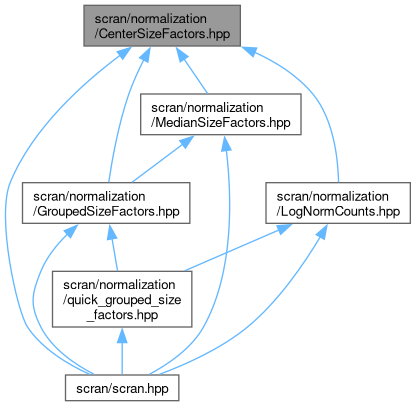 scran/normalization
/CenterSizeFactors.hpp
scran/normalization
/MedianSizeFactors.hpp
scran/normalization
/GroupedSizeFactors.hpp
scran/normalization
/LogNormCounts.hpp
scran/normalization
/quick_grouped_size
_factors.hpp
scran/scran.hpp